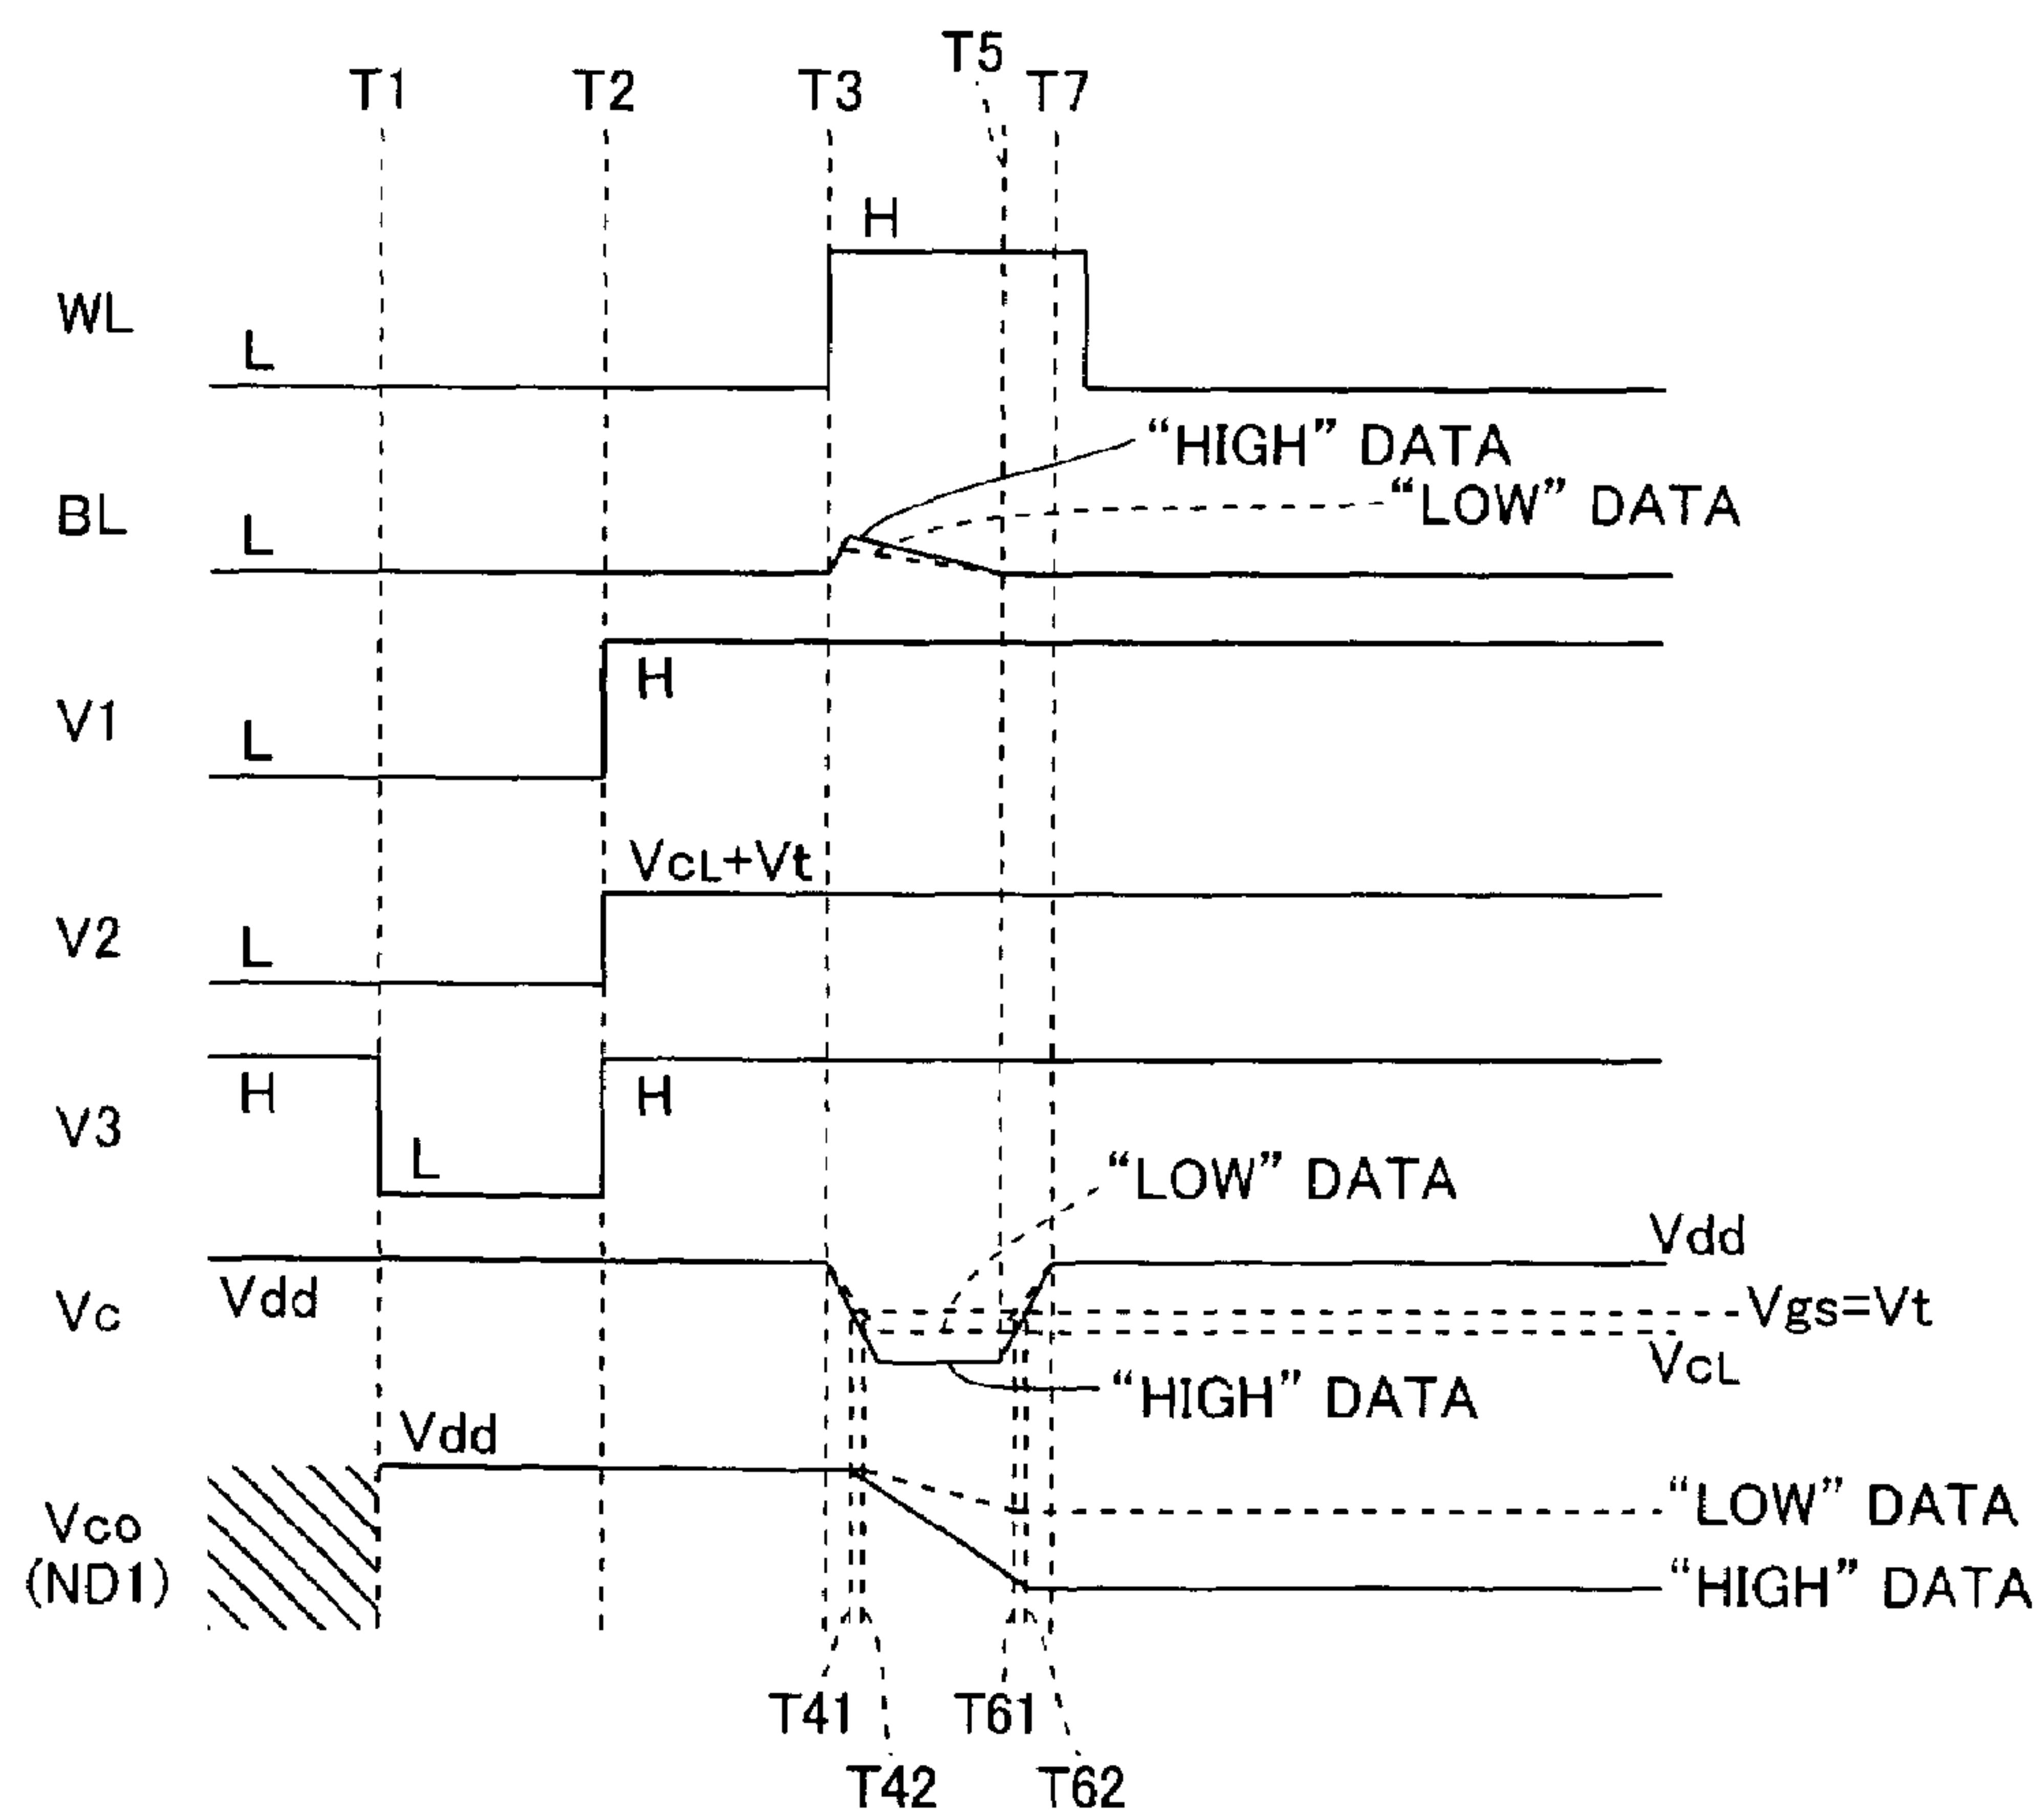 T1
T2
T3
T5
T7
H
WL
L
"HIGH" DATA
"LOW" DATA
BL
L
H
V1
L
VCL+Vt
V2
L
H
H
V3
L
"LOW" DATA
Vdd
Vdd
Vc
Vgs=Vt
VCL
"HIGH" DATA
Vdd
"LOW" DATA
Vco
(ND1)
"HIGH" DATA
T41
T61
T42
T62